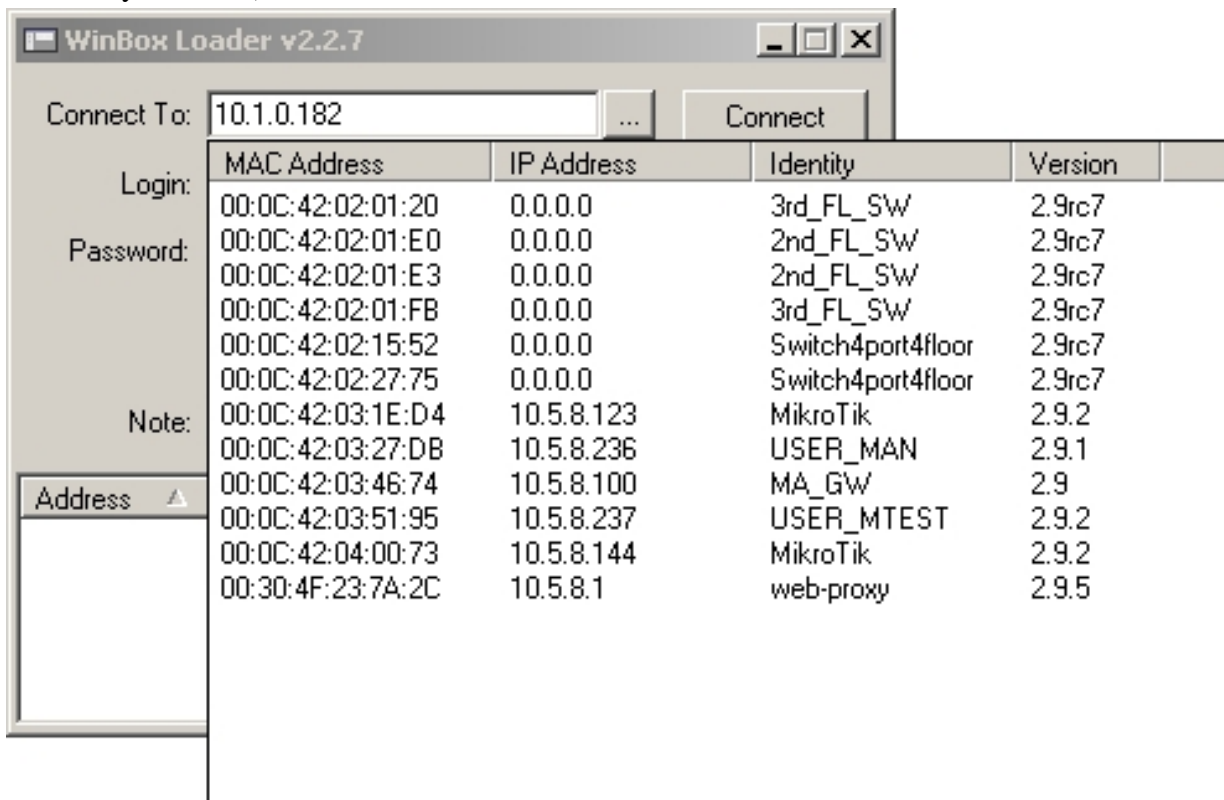 WinBox Loader v2.2.7
Connect To: 10.1.0.182 ... Connect
Login:
Password:
Note:
Address
MAC Address IP Address Identity Version
00:0C:42:02:01:20 0.0.0.0 3rd_FL_SW 2.9rc7
00:0C:42:02:01:E0 0.0.0.0 2nd_FL_SW 2.9rc7
00:0C:42:02:01:E3 0.0.0.0 2nd_FL_SW 2.9rc7
00:0C:42:02:01:FB 0.0.0.0 3rd_FL_SW 2.9rc7
00:0C:42:02:15:52 0.0.0.0 Switch4port4floor 2.9rc7
00:0C:42:02:27:75 0.0.0.0 Switch4port4floor 2.9rc7
00:0C:42:03:1E:D4 10.5.8.123 MikroTik 2.9.2
00:0C:42:03:27:DB 10.5.8.236 USER_MAN 2.9.1
00:0C:42:03:46:74 10.5.8.100 MA_GW 2.9
00:0C:42:03:51:95 10.5.8.237 USER_MTEST 2.9.2
00:0C:42:04:00:73 10.5.8.144 MikroTik 2.9.2
00:30:4F:23:7A:2C 10.5.8.1 web-proxy 2.9.5